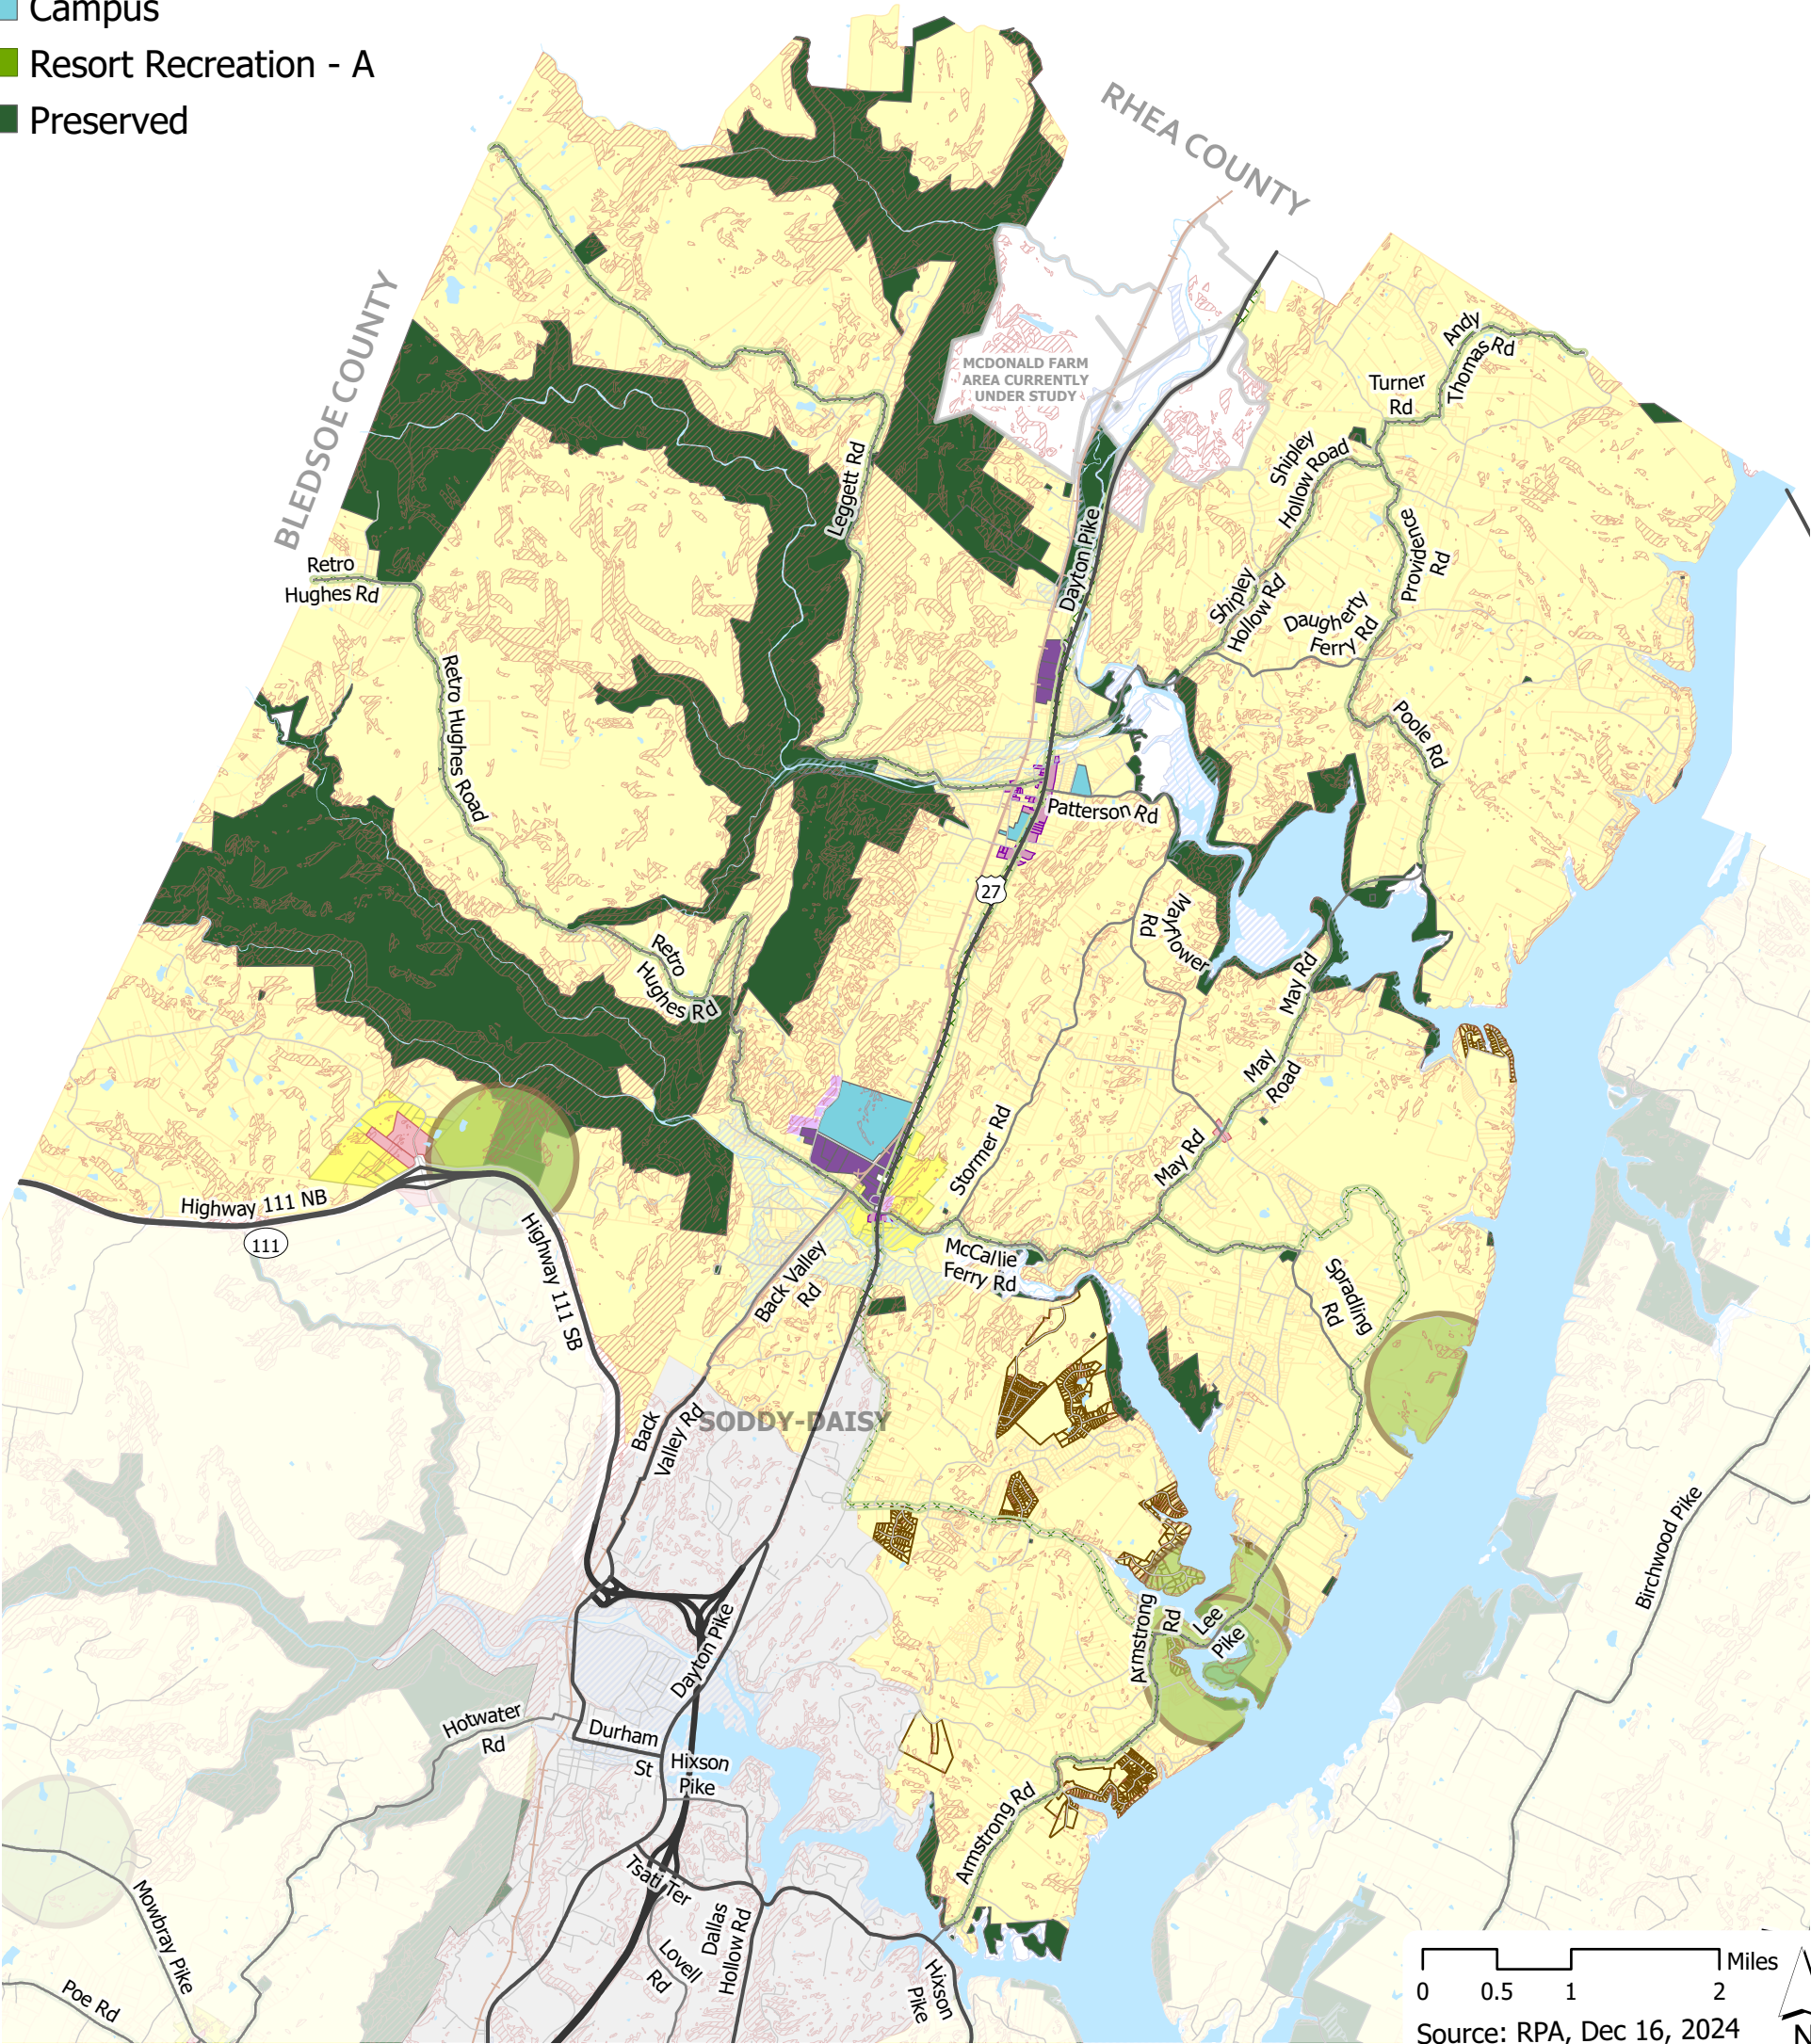 Campus
Resort Recreation - A
Preserved
RHEA COUNTY
BLEDSOE COUNTY
MCDONALD FARM
AREA CURRENTLY
UNDER STUDY
Andy
Thomas Rd
Turner
Rd
Shipley
Hollow Road
Leggett Rd
Dayton Pike
Providence
Rd
Retro
Hughes Rd
Shipley
Hollow Rd
Daugherty
Ferry Rd
Retro Hughes Road
Poole Rd
Patterson Rd
27
Mayflower
Rd
Retro
Hughes Rd
May Rd
May
Road
Stormer Rd
May Rd
Highway 111 NB
111
Highway 111 SB
McCallie
Ferry Rd
Back Valley
Rd
Spradling
Rd
SODDY-DAISY
Back
Valley Rd
Birchwood Pike
Armstrong
Rd
Lee
Pike
Dayton Pike
Hotwater
Rd
Durham
St
Hixson
Pike
Armstrong Rd
Tsati Ter
Mowbray Pike
Dallas
Hollow Rd
Lovell
Rd
Hixson
Pike
Poe Rd
Miles
0 0.5 1 2
Source: RPA, Dec 16, 2024
N